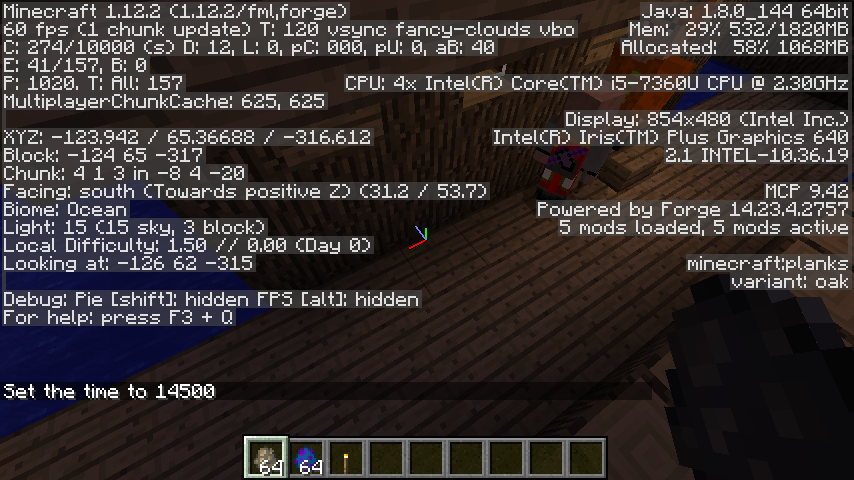 Minecraft 1.12.2 (1.12.2/fml,forge)
60 fps (1 chunk update) T: 120 vsync fancy-clouds vbo
C: 274/10000 (s) D: 12, L: 0, pC: 000, pU: 0, aB: 40
E: 41/157, B: 0
P: 1020. T: All: 157
MultiplayerChunkCache: 625, 625
XYZ: -123.942 / 65.36688 / -316.612
Block: -124 65 -317
Chunk: 4 1 3 in -8 4 -20
Facing: south (Towards positive Z) (31.2 / 53.7)
Biome: Ocean
Light: 15 (15 sky, 3 block)
Local Difficulty: 1.50 // 0.00 (Day 0)
Looking at: -126 62 -315
Debug: Pie [shift]: hidden FPS [alt]: hidden
For help: press F3 + Q
Java: 1.8.0_144 64bit
Mem: 29% 532/1820MB
Allocated: 58% 1068MB
CPU: 4x Intel(R) Core(TM) i5-7360U CPU @ 2.30GHz
Display: 854x480 (Intel Inc.)
Intel(R) Iris(TM) Plus Graphics 640
2.1 INTEL-10.36.19
MCP 9.42
Powered by Forge 14.23.4.2757
5 mods loaded, 5 mods active
minecraft:planks
variant: oak
Set the time to 14500
64 64